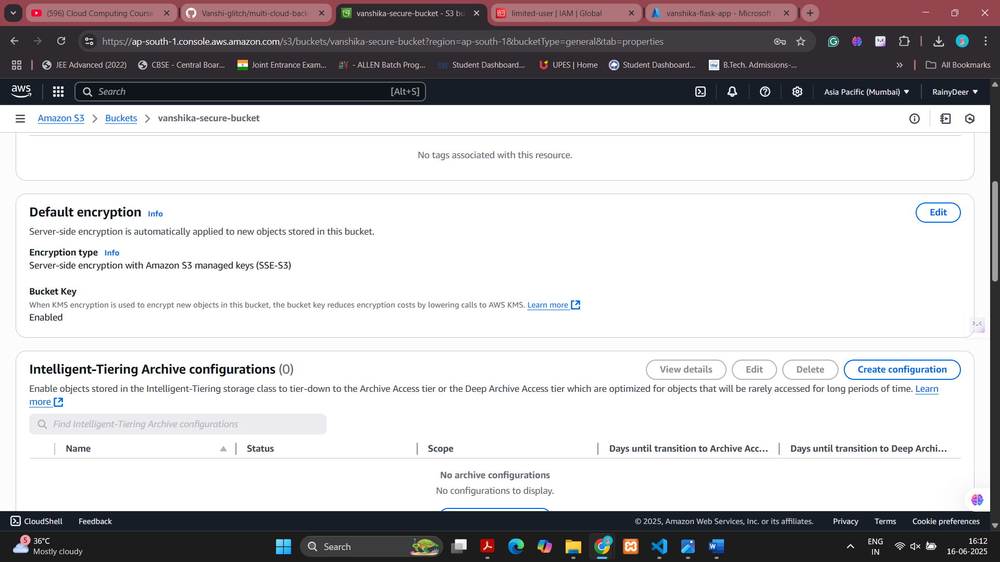 (596) Cloud Computing Course
Vanshi-glitch/multi-cloud-back
vanshika-secure-bucket - S3 bu
limited-user | IAM | Global
vanshika-flask-app - Microsoft
https://ap-south-1.console.aws.amazon.com/s3/buckets/vanshika-secure-bucket?region=ap-south-1&bucketType=general&tab=properties
JEE Advanced (2022)
CBSE - Central Boar...
Joint Entrance Exam...
- ALLEN Batch Prog...
SNU
Student Dashboard...
UPES | Home
Student Dashboard...
B.Tech. Admissions-...
All Bookmarks
aws
Search
[Alt+S]
Asia Pacific (Mumbai)
RainyDeer
Amazon S3
Buckets
vanshika-secure-bucket
No tags associated with this resource.
Default encryption Info
Edit
Server-side encryption is automatically applied to new objects stored in this bucket.
Encryption type Info
Server-side encryption with Amazon S3 managed keys (SSE-S3)
Bucket Key
When KMS encryption is used to encrypt new objects in this bucket, the bucket key reduces encryption costs by lowering calls to AWS KMS. Learn more
Enabled
Intelligent-Tiering Archive configurations (0)
View details
Edit
Delete
Create configuration
Enable objects stored in the Intelligent-Tiering storage class to tier-down to the Archive Access tier or the Deep Archive Access tier which are optimized for objects that will be rarely accessed for long periods of time. Learn
more
Find Intelligent-Tiering Archive configurations
Name
Status
Scope
Days until transition to Archive Acc...
Days until transition to Deep Archi...
No archive configurations
No configurations to display.
CloudShell
Feedback
© 2025, Amazon Web Services, Inc. or its affiliates.
Privacy
Terms
Cookie preferences
5
36°C
Mostly cloudy
Search
ENG
IN
16:12
16-06-2025